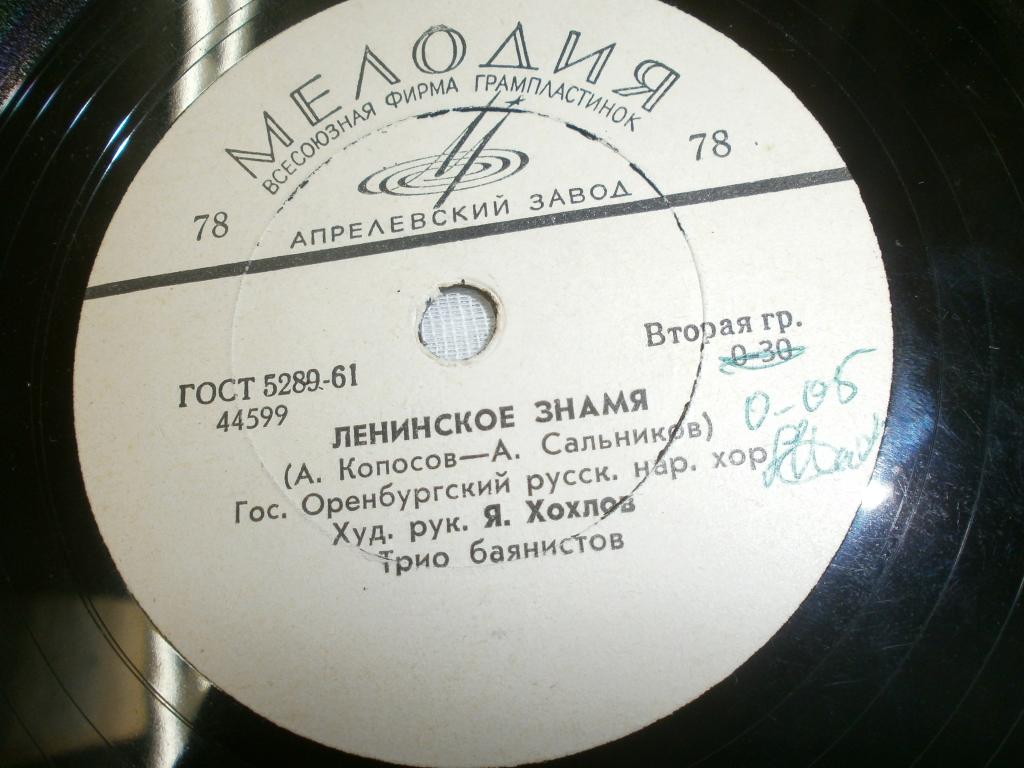 МЕЛОДИЯ
ВСЕСОЮЗНАЯ ФИРМА ГРАМПЛАСТИНОК
78
78
АПРЕЛЕВСКИЙ ЗАВОД
Вторая гр.
0-30
0-06
ГОСТ 5289-61
44599
ЛЕНИНСКОЕ ЗНАМЯ
(А. Копосов—А. Сальников)
Гос. Оренбургский русск. нар. хор
Худ. рук. Я. Хохлов
Трио баянистов